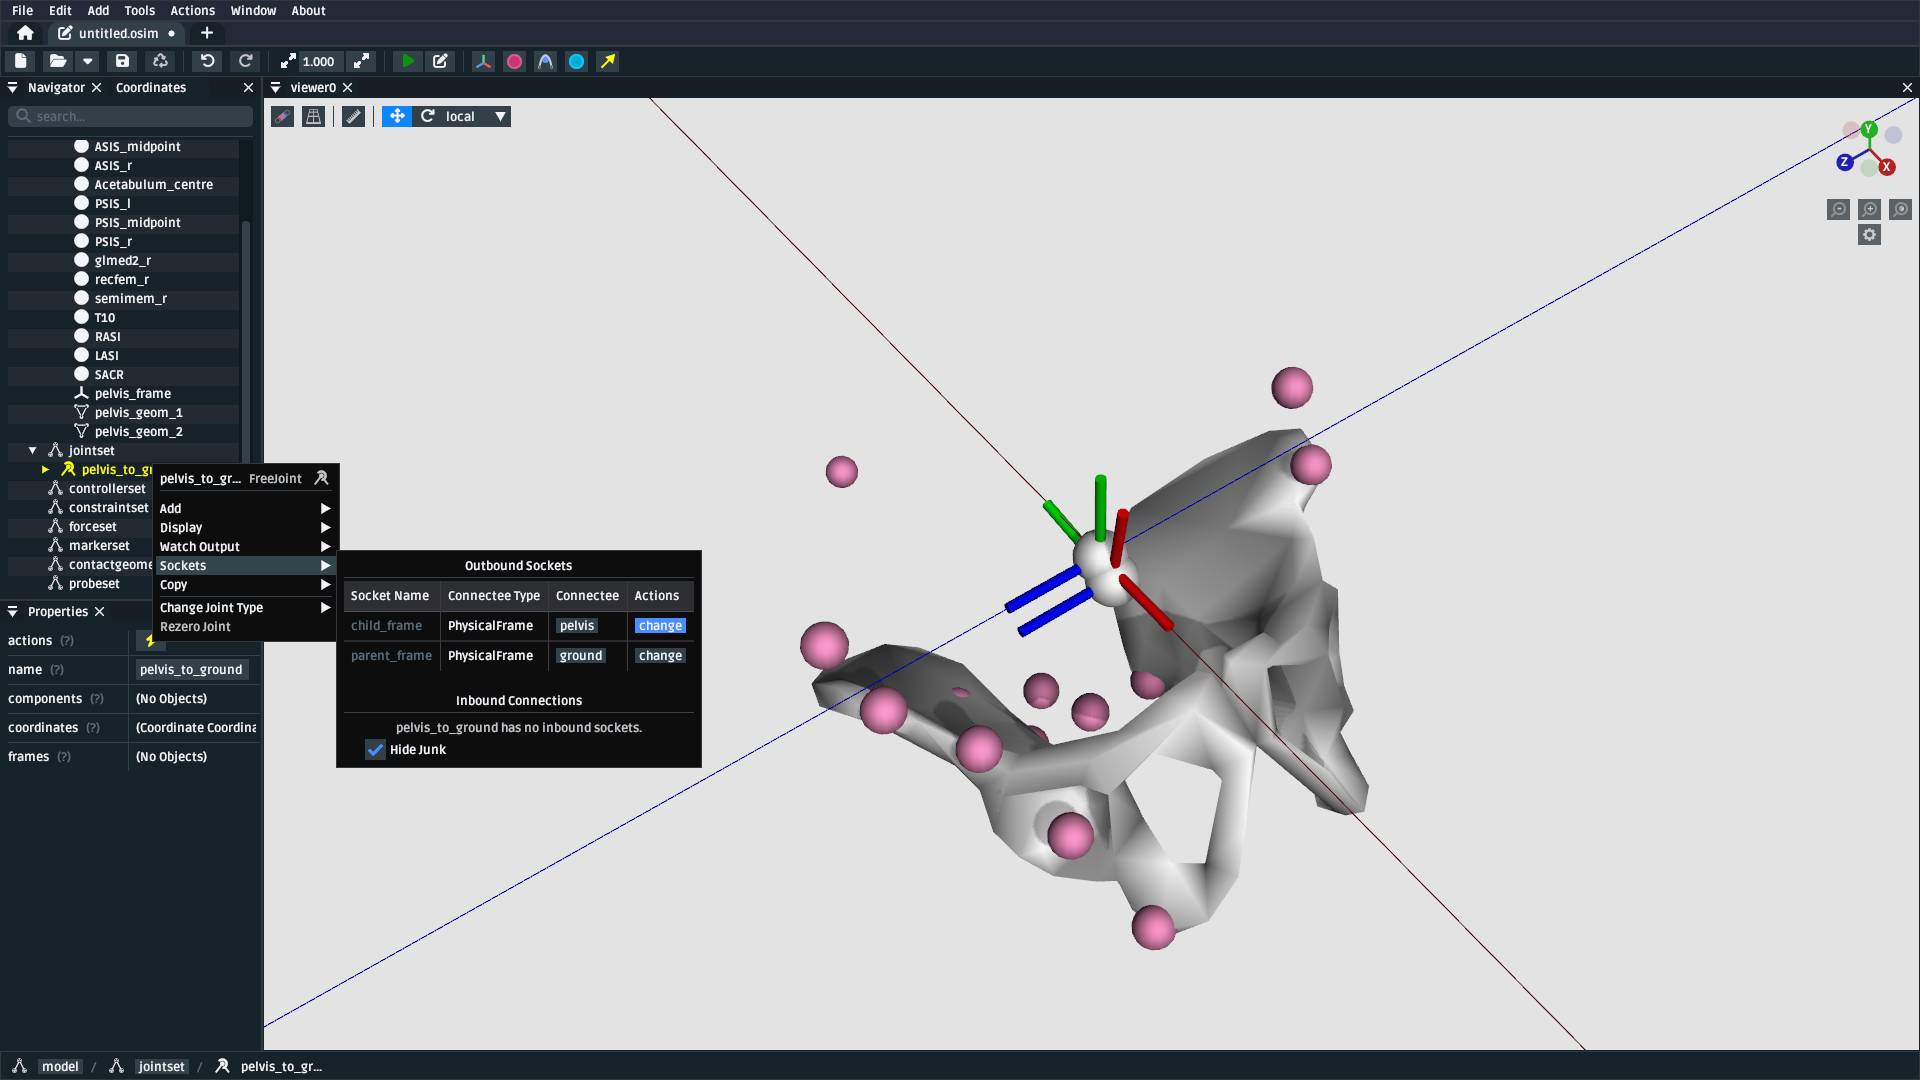 File Edit Add Tools Actions Window About
untitled.osim
1.000
Navigator Coordinates
viewer0
search...
local
Y
Z
X
ASIS_midpoint
ASIS_r
Acetabulum_centre
PSIS_l
PSIS_midpoint
PSIS_r
glmed2_r
recfem_r
semimem_r
T10
RASI
LASI
SACR
pelvis_frame
pelvis_geom_1
pelvis_geom_2
jointset
pelvis_to_gr
controllerset
constraintset
forceset
markerset
contactgeome
probeset
pelvis_to_gr... FreeJoint
Add
Display
Watch Output
Sockets
Copy
Change Joint Type
Rezero Joint
Outbound Sockets
Socket Name Connectee Type Connectee Actions
child_frame PhysicalFrame pelvis change
parent_frame PhysicalFrame ground change
Inbound Connections
pelvis_to_ground has no inbound sockets.
Hide Junk
Properties
actions (?)
name (?) pelvis_to_ground
components (?) (No Objects)
coordinates (?) (Coordinate Coordina
frames (?) (No Objects)
model / jointset / pelvis_to_gr...